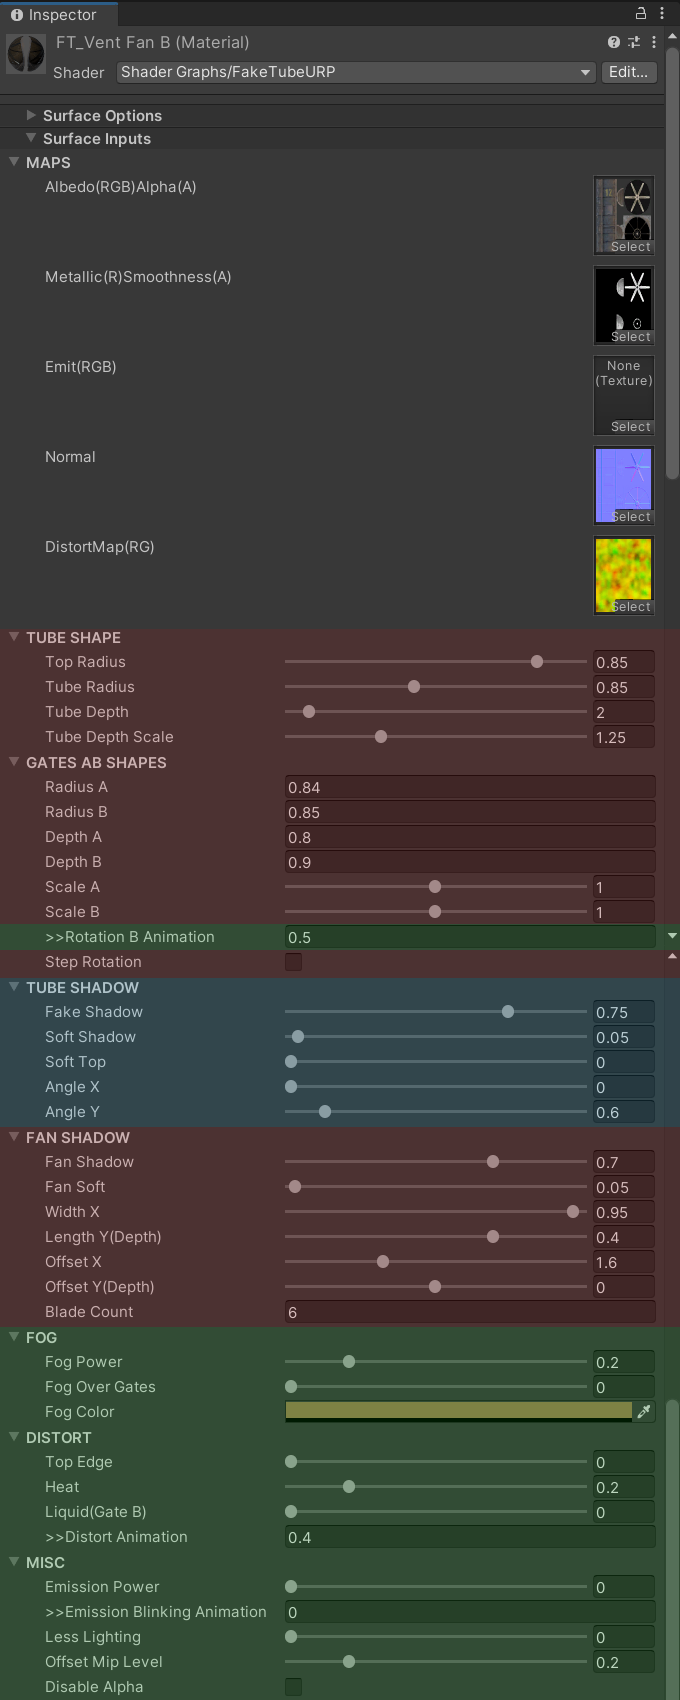 Inspector
FT_Vent Fan B (Material)
Shader Shader Graphs/FakeTubeURP Edit...
Surface Options
Surface Inputs
MAPS
Albedo(RGB)Alpha(A)
Select
Metallic(R)Smoothness(A)
Select
Emit(RGB)
None
(Texture)
Select
Normal
Select
DistortMap(RG)
Select
TUBE SHAPE
Top Radius 0.85
Tube Radius 0.85
Tube Depth 2
Tube Depth Scale 1.25
GATES AB SHAPES
Radius A 0.84
Radius B 0.85
Depth A 0.8
Depth B 0.9
Scale A 1
Scale B 1
>>Rotation B Animation 0.5
Step Rotation
TUBE SHADOW
Fake Shadow 0.75
Soft Shadow 0.05
Soft Top 0
Angle X 0
Angle Y 0.6
FAN SHADOW
Fan Shadow 0.7
Fan Soft 0.05
Width X 0.95
Length Y(Depth) 0.4
Offset X 1.6
Offset Y(Depth) 0
Blade Count 6
FOG
Fog Power 0.2
Fog Over Gates 0
Fog Color
DISTORT
Top Edge 0
Heat 0.2
Liquid(Gate B) 0
>>Distort Animation 0.4
MISC
Emission Power 0
>>Emission Blinking Animation 0
Less Lighting 0
Offset Mip Level 0.2
Disable Alpha